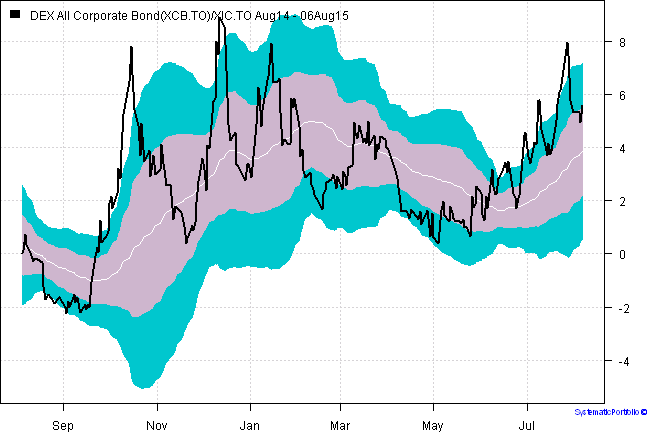 DEX All Corporate Bond(XCB.TO)/XIC.TO Aug14 - 06Aug15
8
6
4
2
0
-2
-4
Sep Nov Jan Mar May Jul
SystematicPortfolio ©